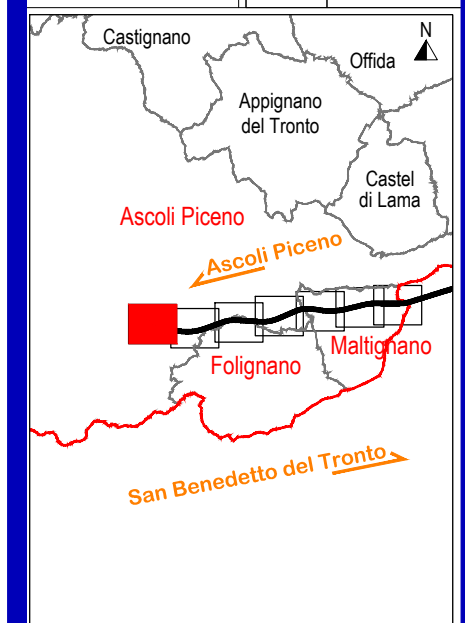 Castignano
N
Offida
Appignano
del Tronto
Castel
di Lama
Ascoli Piceno
Ascoli Piceno
Maltignano
Folignano
San Benedetto del Tronto